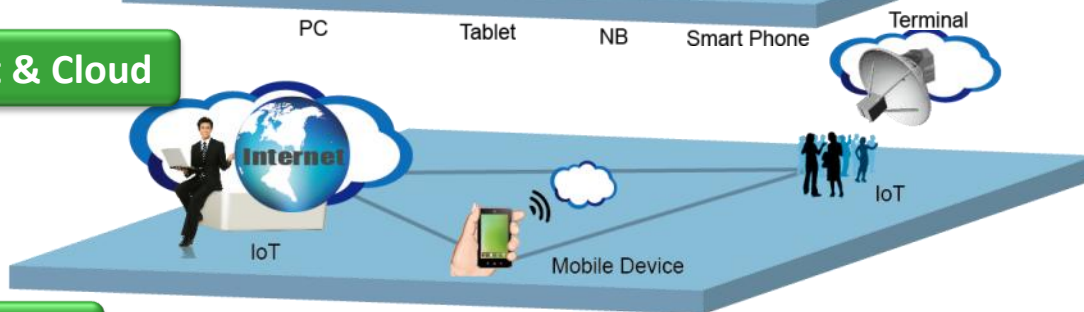 Terminal
PC
Tablet
NB
Smart Phone
& Cloud
Internet
IoT
IoT
Mobile Device